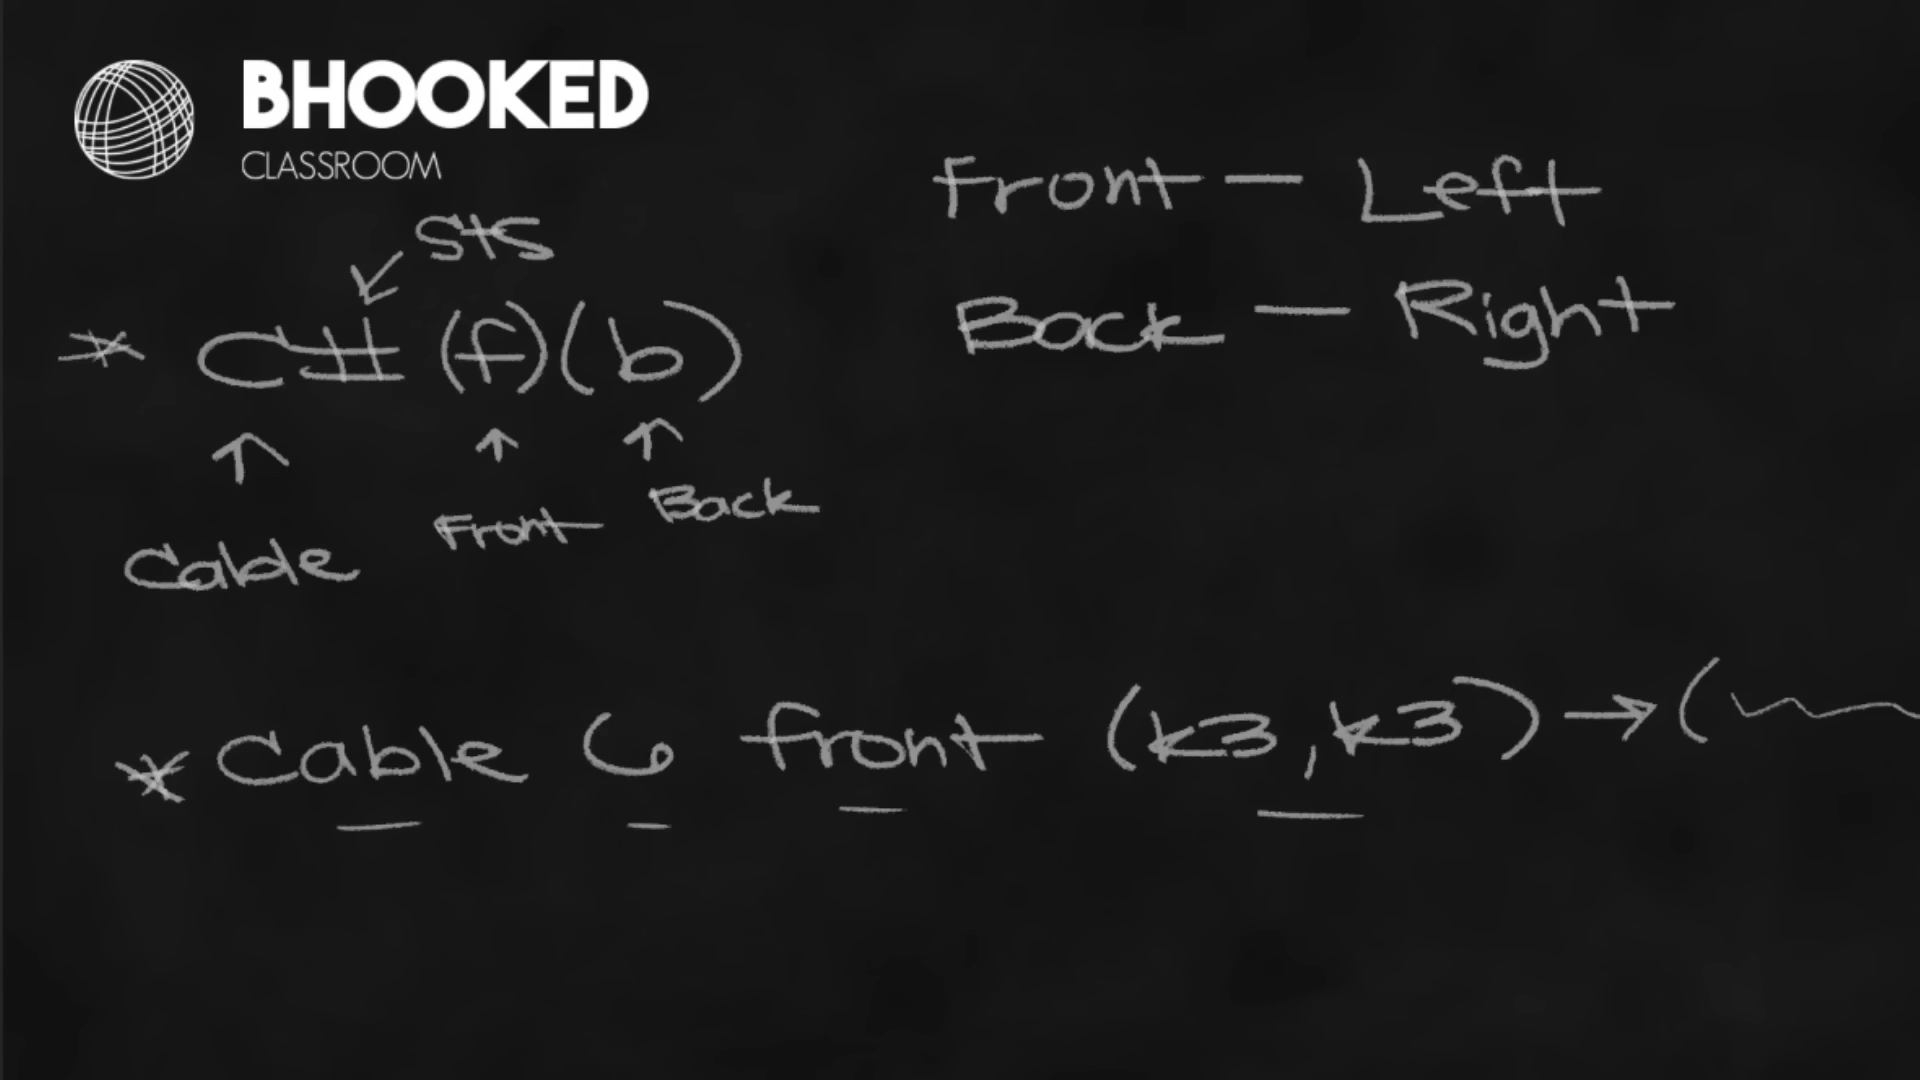 BHOOKED
CLASSROOM
Front - Left
Back - Right
sts
* C# (f)(b)
Cable
Front
Back
* Cable 6 front (k3, k3) → (